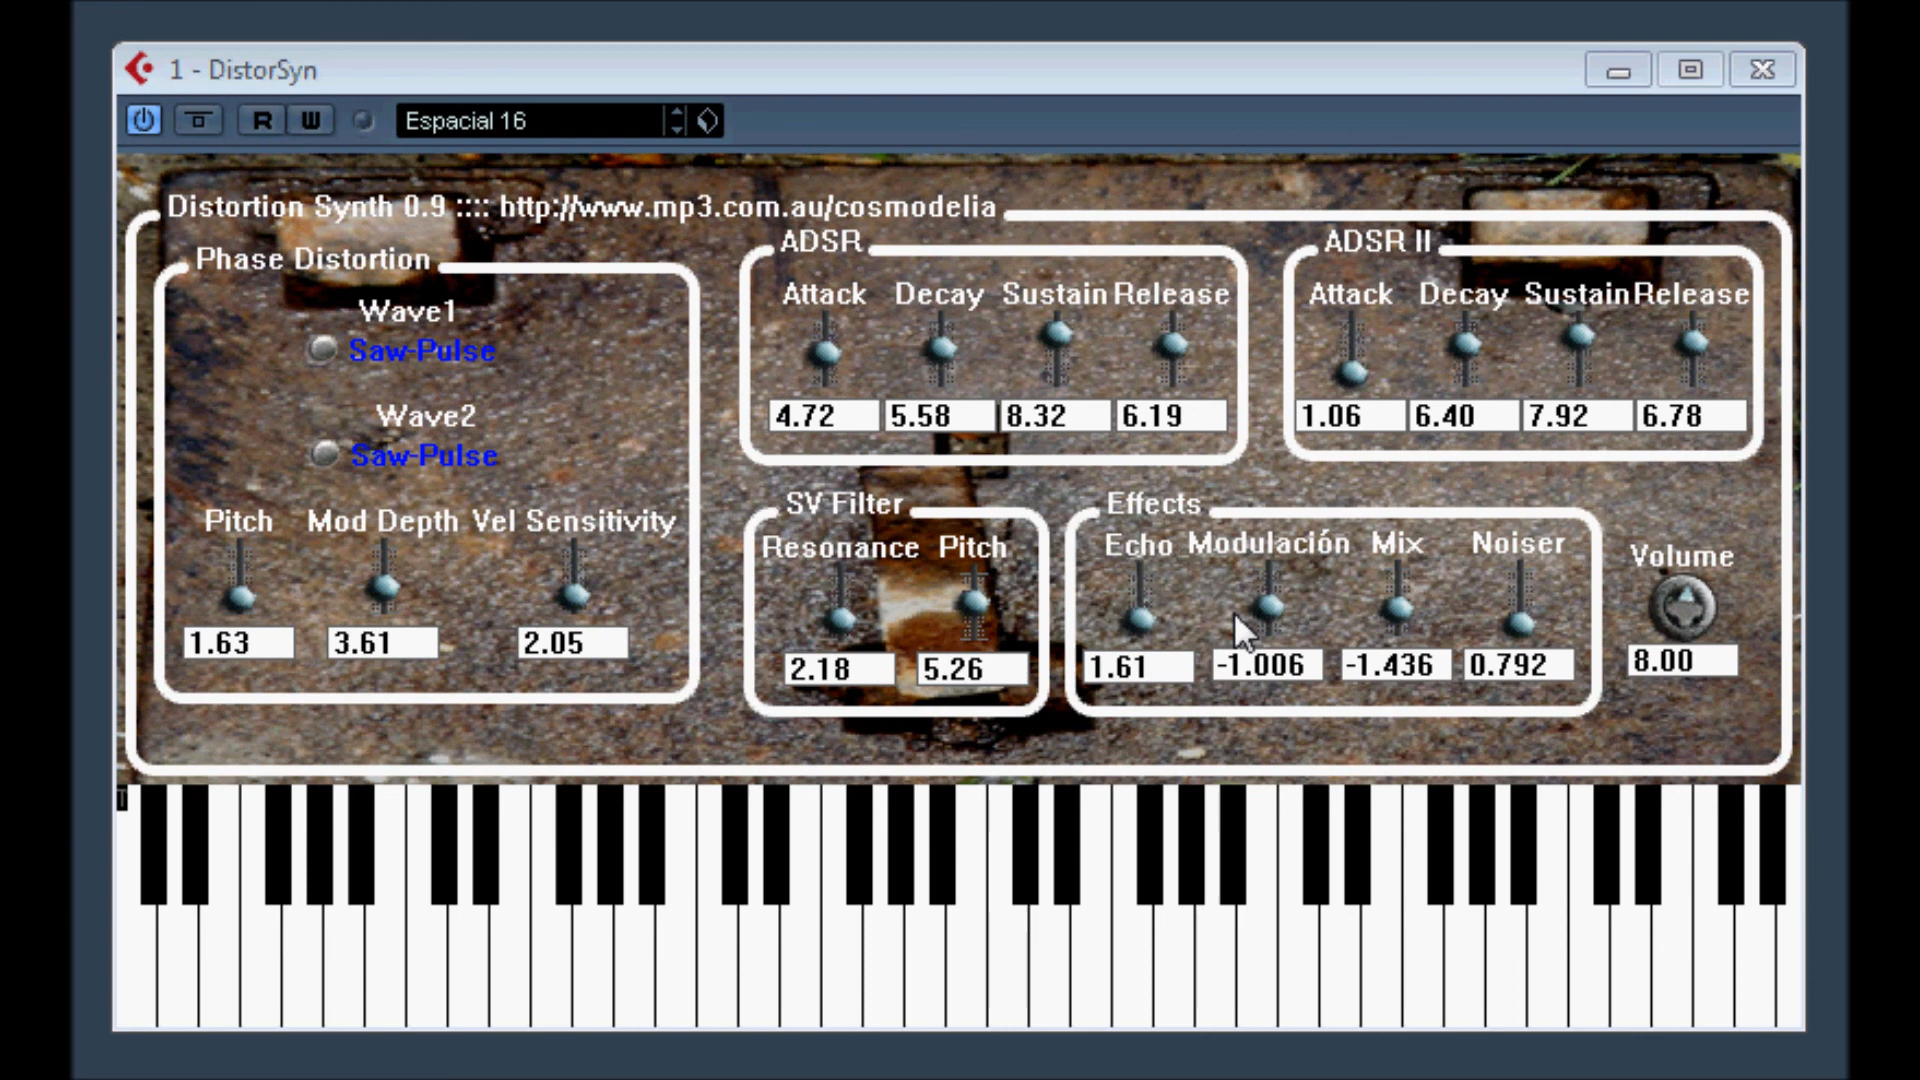 1 - DistorSyn
R W Espacial 16
Distortion Synth 0.9 :::: http://www.mp3.com.au/cosmodelia
Phase Distortion
Wave1
Saw-Pulse
Wave2
Saw-Pulse
Pitch Mod Depth Vel Sensitivity
1.63 3.61 2.05
ADSR
Attack Decay Sustain Release
4.72 5.58 8.32 6.19
ADSR II
Attack Decay Sustain Release
1.06 6.40 7.92 6.78
SV Filter
Resonance Pitch
2.18 5.26
Effects
Echo Modulación Mix Noiser
1.61 -1.006 -1.436 0.792
Volume
8.00